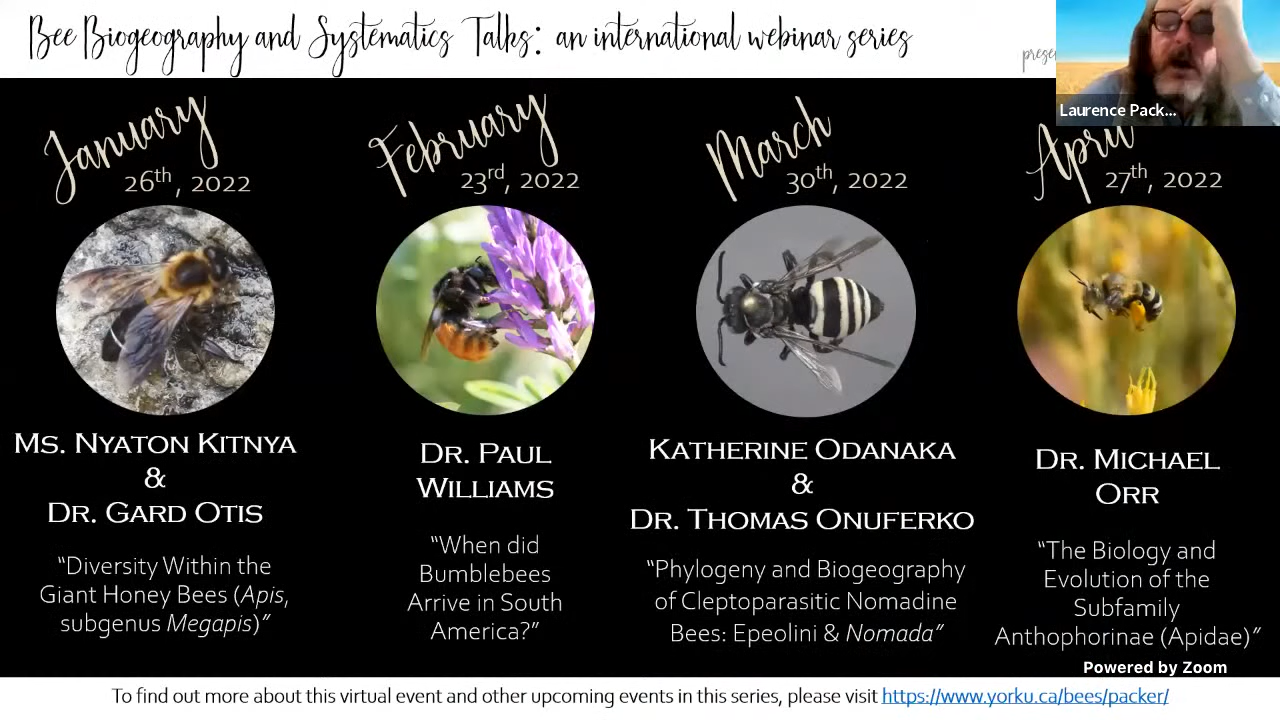 Bee Biogeography and Systematics Talks: an international webinar series
Laurence Pack...
January
26th, 2022
February
23rd, 2022
March
30th, 2022
April
27th, 2022
Ms. Nyaton Kitnya
&
Dr. Gard Otis
"Diversity Within the
Giant Honey Bees (Apis,
subgenus Megapis)"
Dr. Paul
Williams
"When did
Bumblebees
Arrive in South
America?"
Katherine Odanaka
&
Dr. Thomas Onuferko
"Phylogeny and Biogeography
of Cleptoparasitic Nomadine
Bees: Epeolini & Nomada"
Dr. Michael
Orr
"The Biology and
Evolution of the
Subfamily
Anthophorinae (Apidae)"
Powered by Zoom
To find out more about this virtual event and other upcoming events in this series, please visit https://www.yorku.ca/bees/packer/